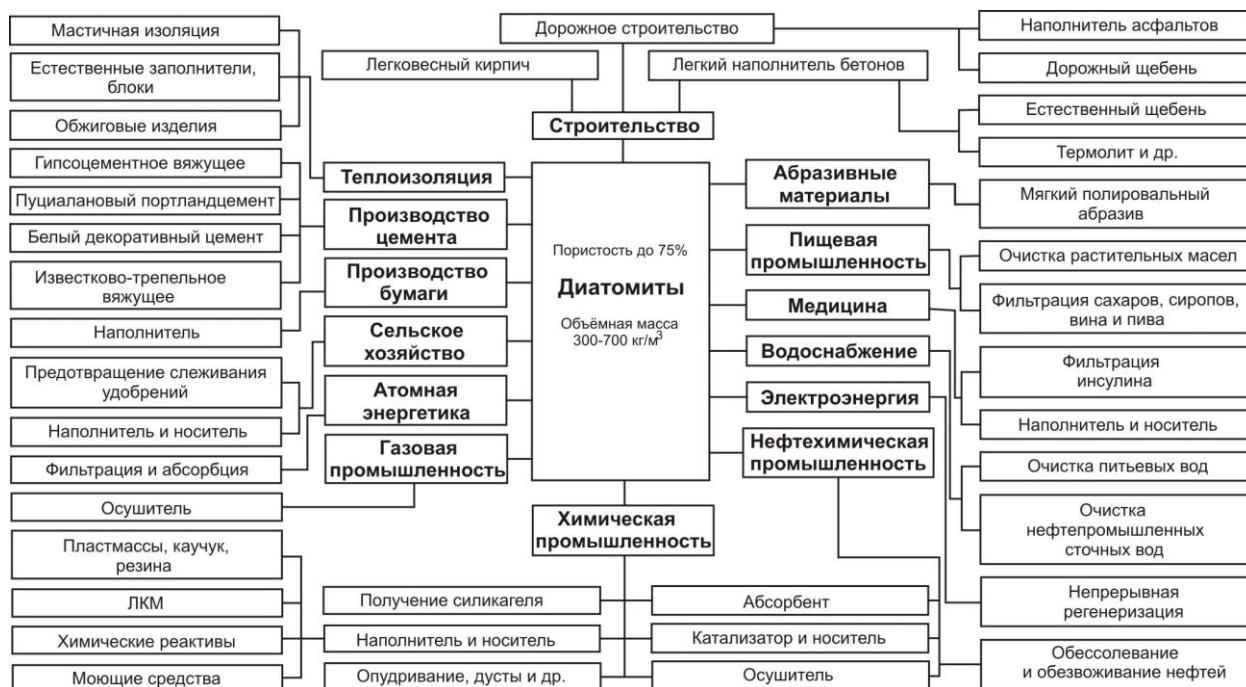 Мастичная изоляция
Естественные заполнители,
блоки
Обжиговые изделия
Гипсоцементное вяжущее
Пуциалановый портландцемент
Белый декоративный цемент
Известково-трепельное
вяжущее
Наполнитель
Предотвращение слеживания
удобрений
Наполнитель и носитель
Фильтрация и абсорбция
Осушитель
Пластмассы, каучук,
резина
ЛКМ
Химические реактивы
Моющие средства
Дорожное строительство
Легковесный кирпич
Легкий наполнитель бетонов
Строительство
Теплоизоляция
Производство
цемента
Производство
бумаги
Сельское
хозяйство
Атомная
энергетика
Газовая
промышленность
Пористость до 75%
Диатомиты
Объёмная масса
300-700 кг/м³
Химическая
промышленность
Получение силикагеля
Наполнитель и носитель
Опудривание, дусты и др.
Абсорбент
Катализатор и носитель
Осушитель
Абразивные
материалы
Пищевая
промышленность
Медицина
Водоснабжение
Электроэнергия
Нефтехимическая
промышленность
Наполнитель асфальтов
Дорожный щебень
Естественный щебень
Термолит и др.
Мягкий полировальный
абразив
Очистка растительных масел
Фильтрация сахаров, сиропов,
вина и пива
Фильтрация
инсулина
Наполнитель и носитель
Очистка питьевых вод
Очистка
нефтепромышленных
сточных вод
Непрерывная
регенеризация
Обессолевание
и обезвоживание нефтей